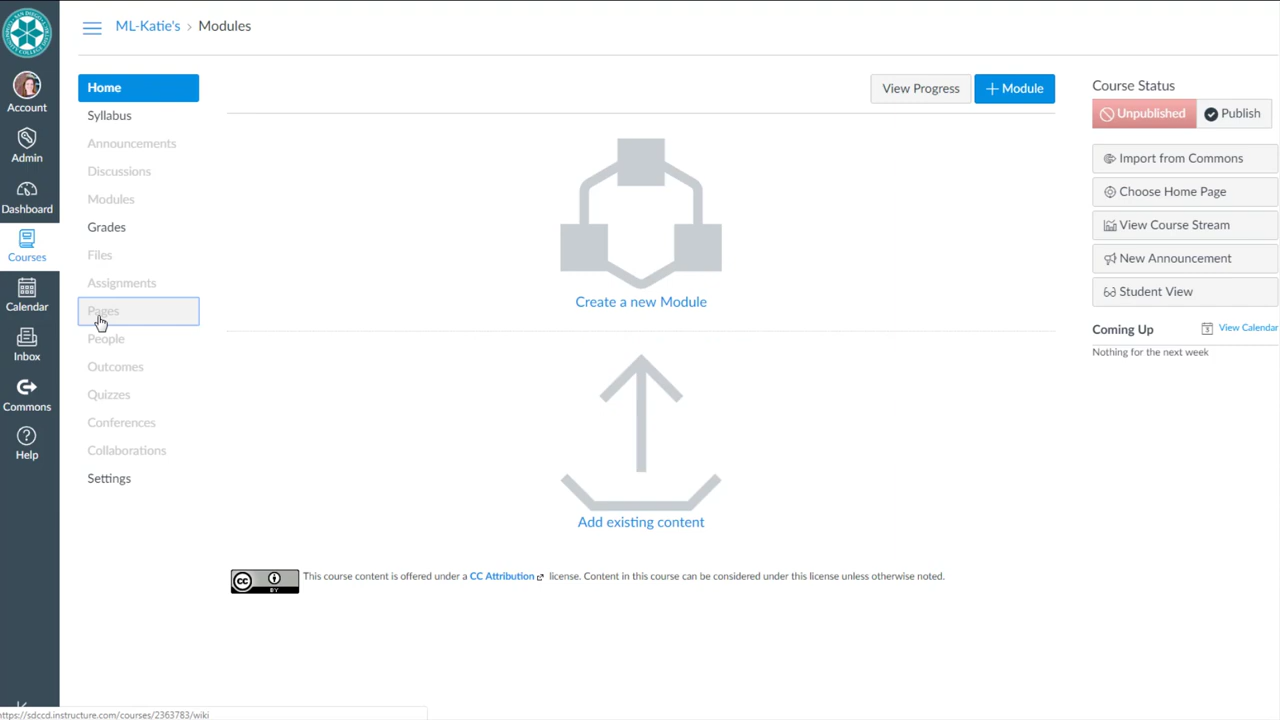 ML-Katie's > Modules
Account
Admin
Dashboard
Courses
Calendar
Inbox
Commons
Help
Home
Syllabus
Announcements
Discussions
Modules
Grades
Files
Assignments
Pages
People
Outcomes
Quizzes
Conferences
Collaborations
Settings
View Progress
+ Module
Create a new Module
Add existing content
cc BY
This course content is offered under a CC Attribution license. Content in this course can be considered under this license unless otherwise noted.
Course Status
Unpublished Publish
Import from Commons
Choose Home Page
View Course Stream
New Announcement
Student View
Coming Up View Calendar
Nothing for the next week
https://sdccd.instructure.com/courses/2363783/wiki